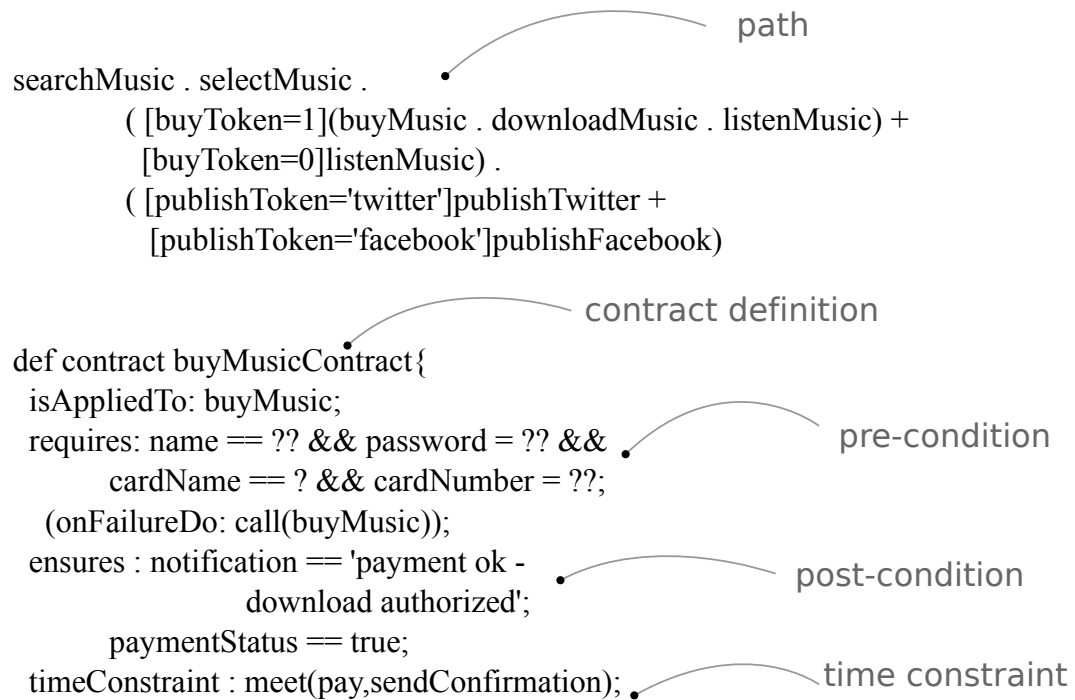 path
searchMusic . selectMusic .
( [buyToken=1](buyMusic . downloadMusic . listenMusic) +
[buyToken=0]listenMusic) .
( [publishToken='twitter']publishTwitter +
[publishToken='facebook']publishFacebook)
contract definition
def contract buyMusicContract{
isAppliedTo: buyMusic;
requires: name == ?? && password = ?? &&
pre-condition
cardName == ? && cardNumber = ??;
(onFailureDo: call(buyMusic));
ensures : notification == 'payment ok -
post-condition
download authorized';
paymentStatus == true;
timeConstraint : meet(pay,sendConfirmation);
time constraint